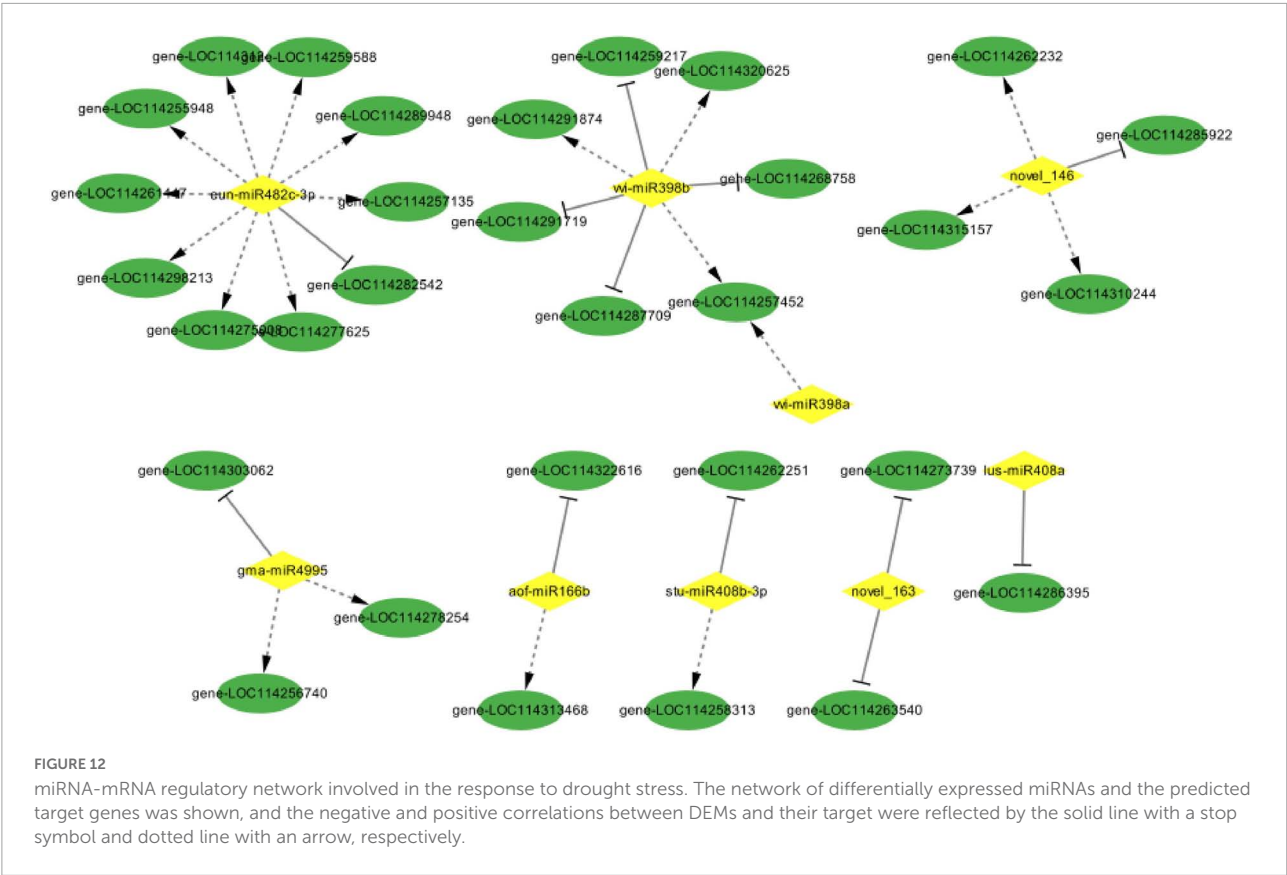 gene-LOC114259588
gene-LOC114255948
gene-LOC114289948
eun-miR482c-3p
gene-LOC114257135
gene-LOC114298213
gene-LOC114282542
gene-LOC114277625
gene-LOC114259217
gene-LOC114320625
gene-LOC114291874
vvi-miR398b
gene-LOC114268758
gene-LOC114291719
gene-LOC114287709
gene-LOC114257452
vvi-miR398a
gene-LOC114262232
gene-LOC114285922
novel_146
gene-LOC114315157
gene-LOC114310244
gene-LOC114303062
gma-miR4995
gene-LOC114278254
gene-LOC114256740
gene-LOC114322616
aof-miR166b
gene-LOC114313468
gene-LOC114262251
stu-miR408b-3p
gene-LOC114258313
gene-LOC114273739
novel_163
gene-LOC114263540
lus-miR408a
gene-LOC114286395
FIGURE 12
miRNA-mRNA regulatory network involved in the response to drought stress. The network of differentially expressed miRNAs and the predicted
target genes was shown, and the negative and positive correlations between DEMs and their target were reflected by the solid line with a stop
symbol and dotted line with an arrow, respectively.